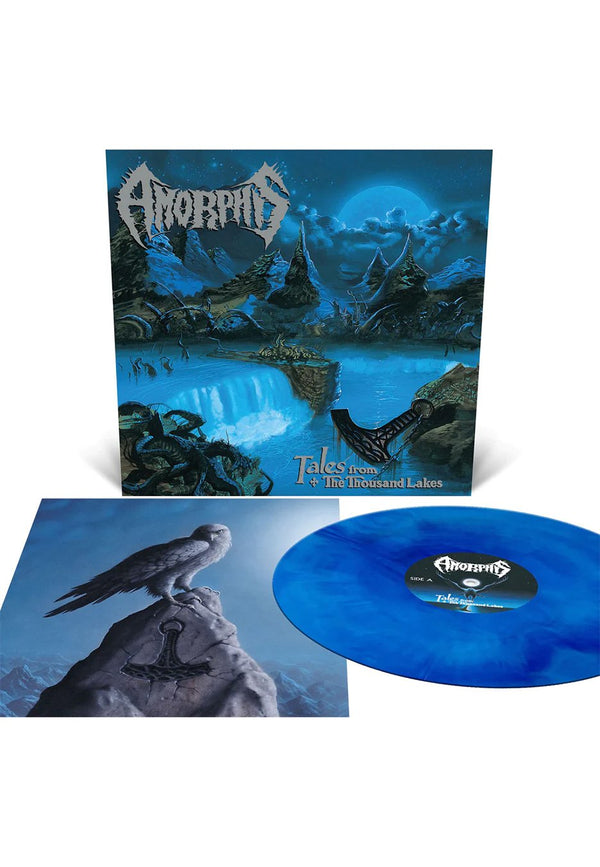 AMORPHIS
Tales from
The Thousand Lakes
AMORPHIS
SIDE A
Tales from
The Thousand Lakes